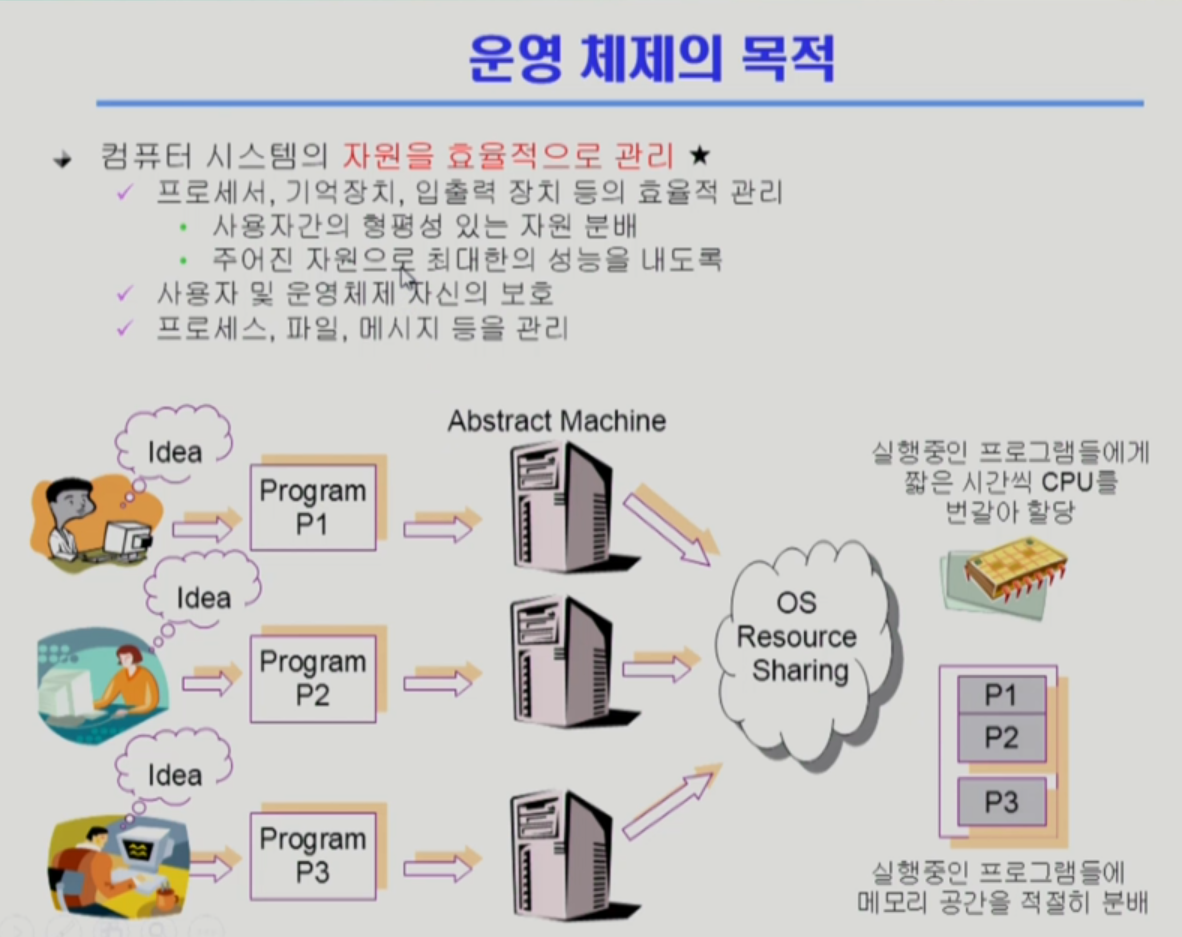 운영 체제의 목적
컴퓨터 시스템의 자원을 효율적으로 관리 ★
프로세서, 기억장치, 입출력 장치 등의 효율적 관리
사용자간의 형평성 있는 자원 분배
주어진 자원으로 최대한의 성능을 내도록
사용자 및 운영체제 자신의 보호
프로세스, 파일, 메시지 등을 관리
Abstract Machine
Idea
Program
P1
Idea
Program
P2
Idea
Program
P3
OS
Resource
Sharing
실행중인 프로그램들에게
짧은 시간씩 CPU를
번갈아 할당
P1
P2
P3
실행중인 프로그램들에
메모리 공간을 적절히 분배